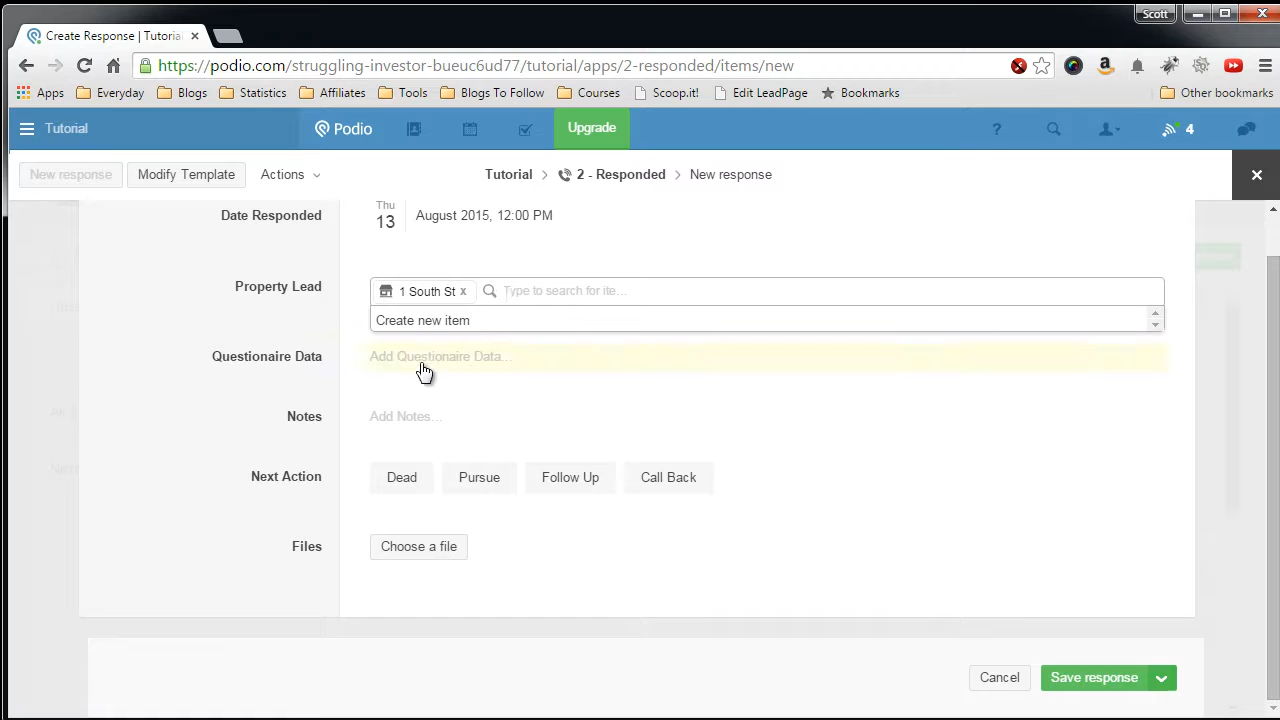 Scott
Create Response | Tutoria
https://podio.com/struggling-investor-bueuc6ud77/tutorial/apps/2-responded/items/new
Apps Everyday Blogs Statistics Affiliates Tools Blogs To Follow Courses Scoop.it! Edit LeadPage Bookmarks Other bookmarks
Tutorial Podio Upgrade ? 4
New response Modify Template Actions Tutorial > 2 - Responded > New response
Date Responded Thu 13 August 2015, 12:00 PM
Property Lead 1 South St x Type to search for ite...
Create new item
Questionaire Data Add Questionaire Data...
Notes Add Notes...
Next Action Dead Pursue Follow Up Call Back
Files Choose a file
Cancel Save response